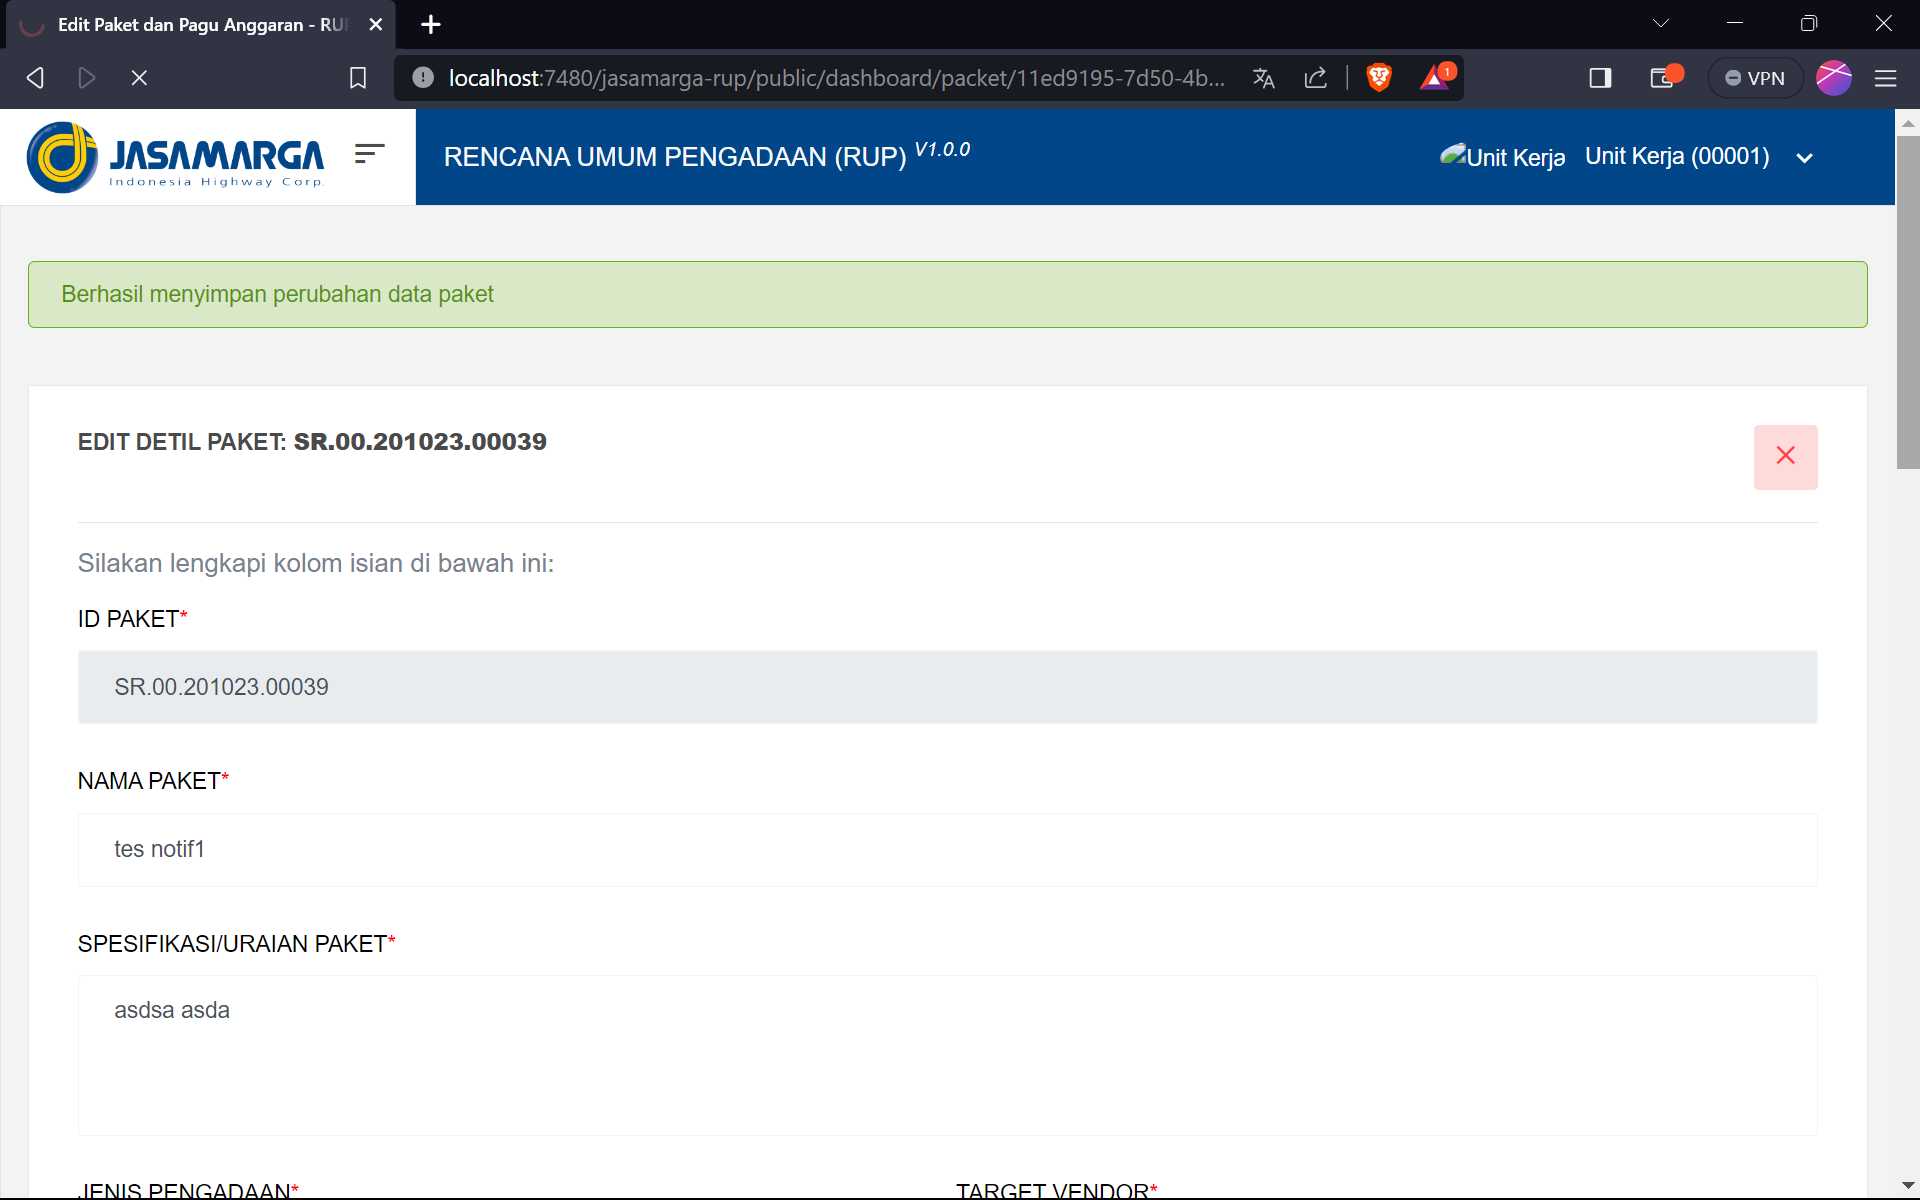 Edit Paket dan Pagu Anggaran - RU
localhost:7480/jasamarga-rup/public/dashboard/packet/11ed9195-7d50-4b...
1
VPN
JASAMARGA
Indonesia Highway Corp.
RENCANA UMUM PENGADAAN (RUP) V1.0.0
Unit Kerja
Unit Kerja (00001)
Berhasil menyimpan perubahan data paket
EDIT DETIL PAKET: SR.00.201023.00039
Silakan lengkapi kolom isian di bawah ini:
ID PAKET*
SR.00.201023.00039
NAMA PAKET*
tes notif1
SPESIFIKASI/URAIAN PAKET*
asdsa asda
JENIS PENGADAAN*
TARGET VENDOR*